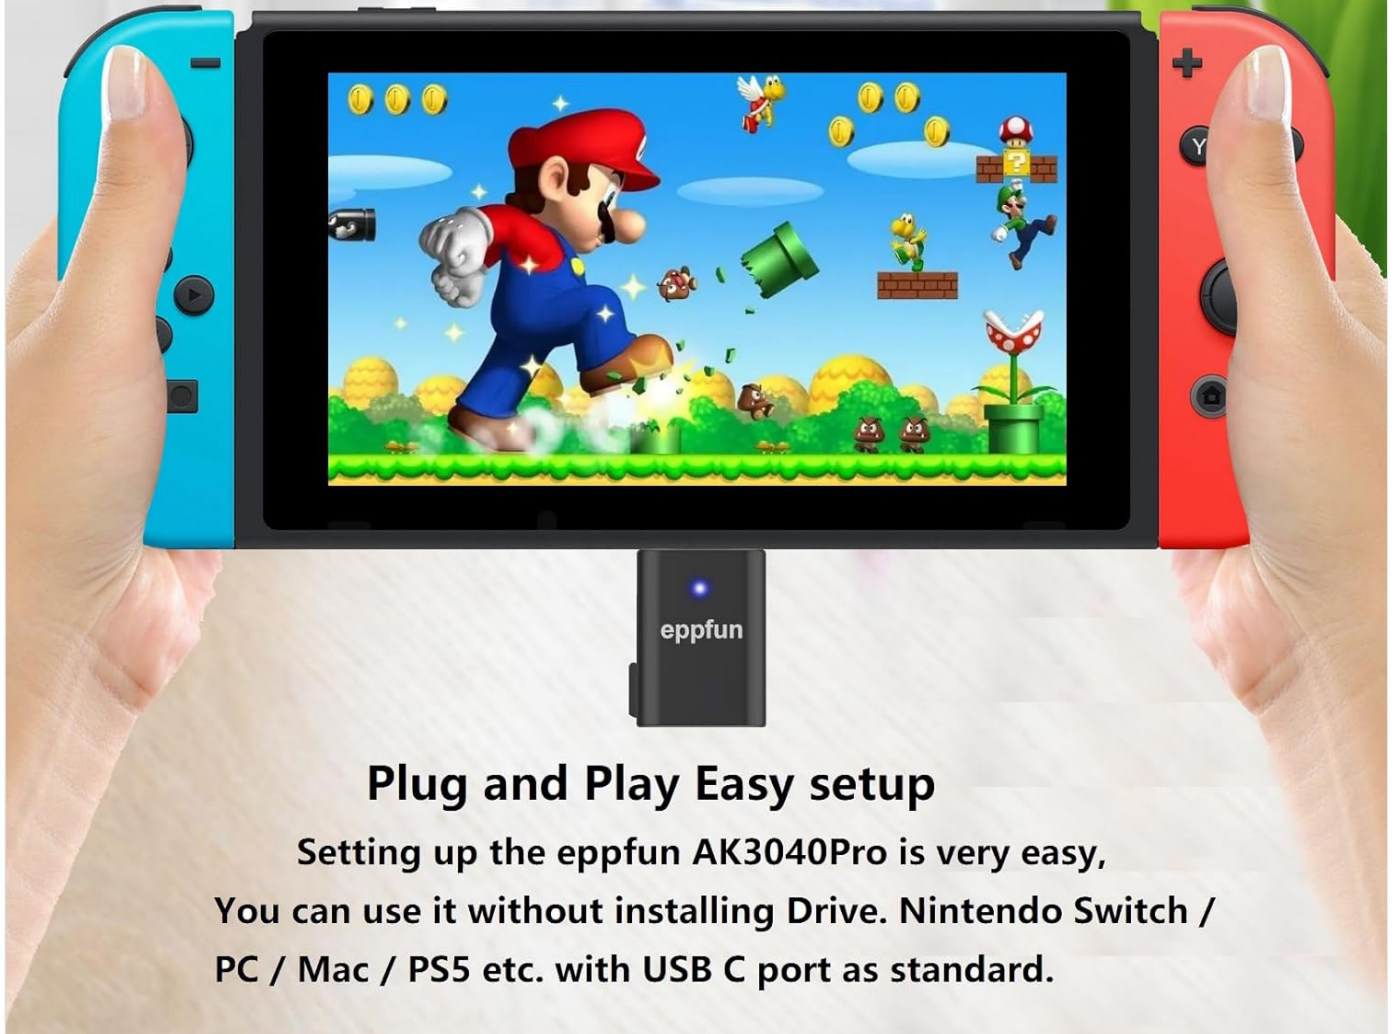 Y
?
eppfun
Plug and Play Easy setup
Setting up the eppfun AK3040Pro is very easy,
You can use it without installing Drive. Nintendo Switch /
PC / Mac / PS5 etc. with USB C port as standard.